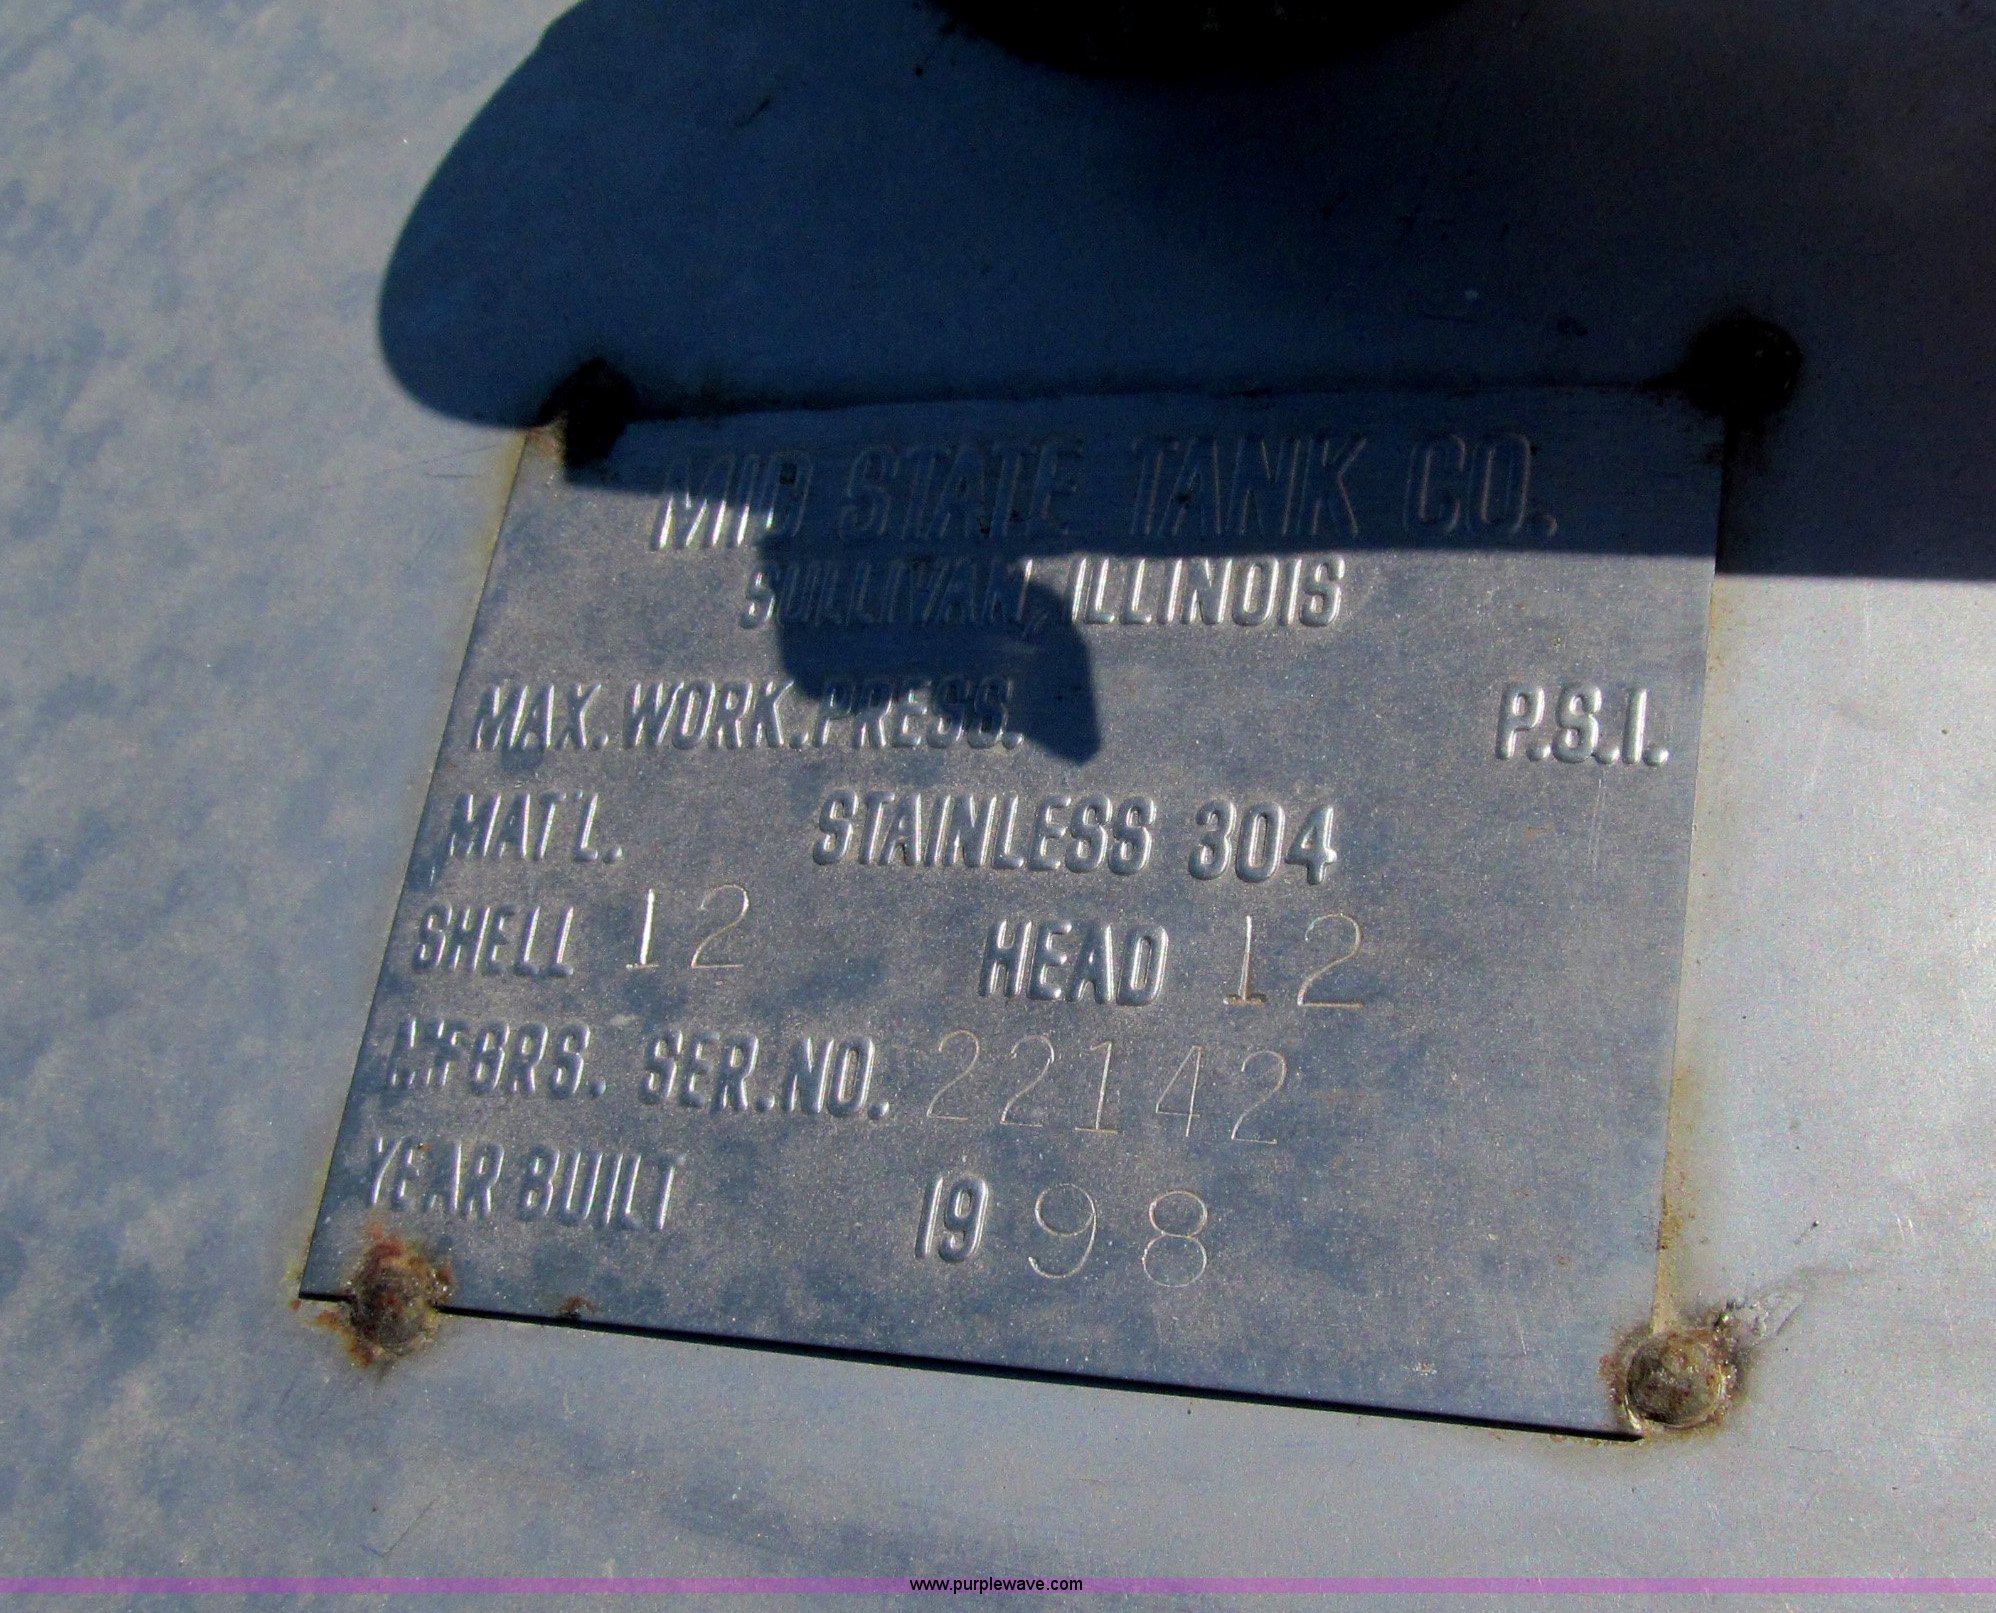 MID STATE TANK CO.
SULLIVAN, ILLINOIS
MAX. WORK. PRESS. P.S.I.
MAT'L. STAINLESS 304
SHELL 12 HEAD 12
MFGRS. SER. NO. 22142
YEAR BUILT 1998
www.purplewave.com